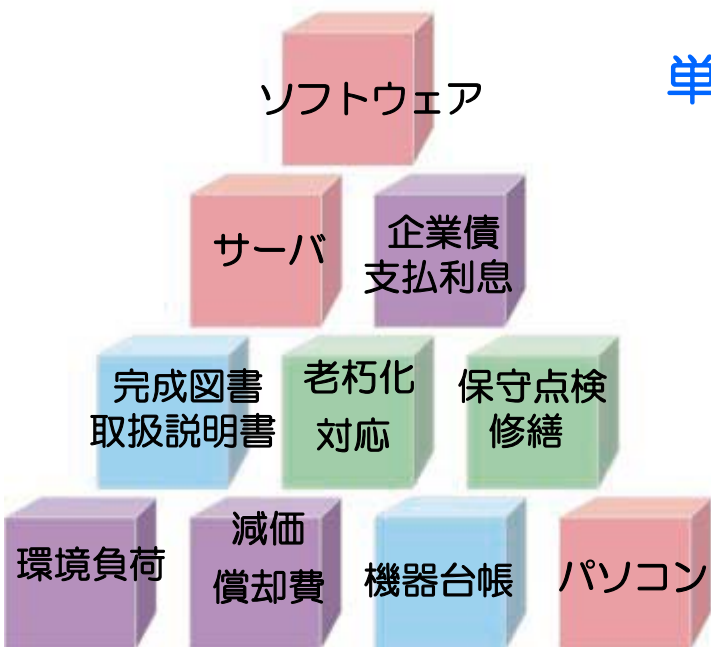 ソフトウェア
単
サーバ
企業債
支払利息
完成図書
取扱説明書
老朽化
対応
保守点検
修繕
環境負荷
減価
償却費
機器台帳
パソコン